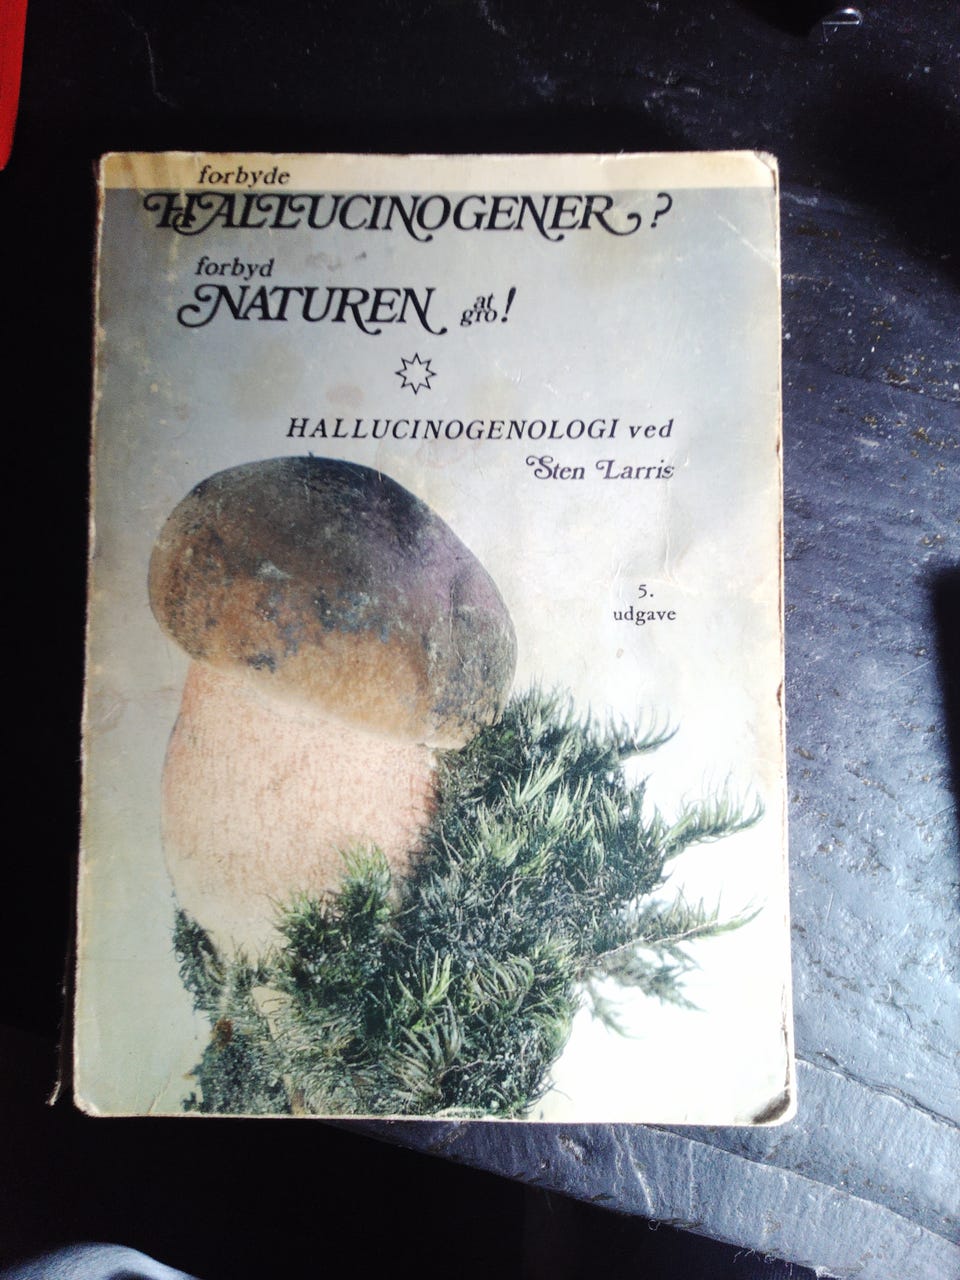 forbyde
HALLUCINOGENER?
forbyd
NATUREN at gro!
HALLUCINOGENOLOGI ved
Sten Larris
5.
udgave